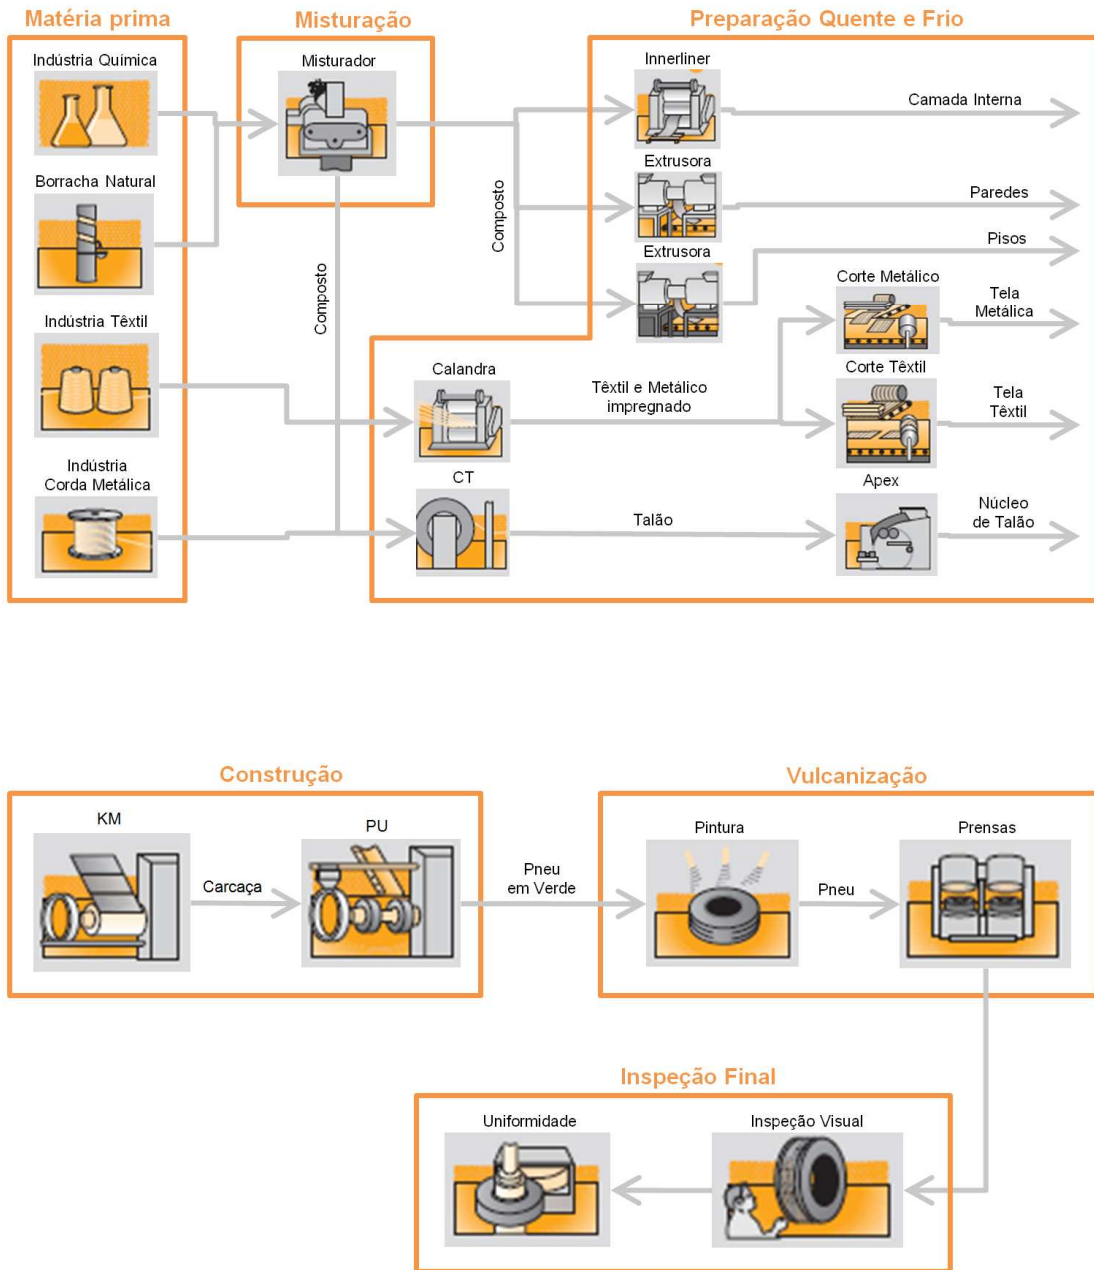 Matéria prima
Misturação
Preparação Quente e Frio
Indústria Química
Misturador
Innerliner
Camada Interna
Borracha Natural
Extrusora
Paredes
Composto
Pisos
Extrusora
Composto
Corte Metálico
Tela
Metálica
Indústria Têxtil
Calandra
Têxtil e Metálico
impregnado
Corte Têxtil
Tela
Têxtil
Indústria
Corda Metálica
CT
Talão
Apex
Núcleo
de Talão
Construção
Vulcanização
KM
PU
Pintura
Prensas
Carcaça
Pneu
em Verde
Pneu
Inspeção Final
Uniformidade
Inspeção Visual